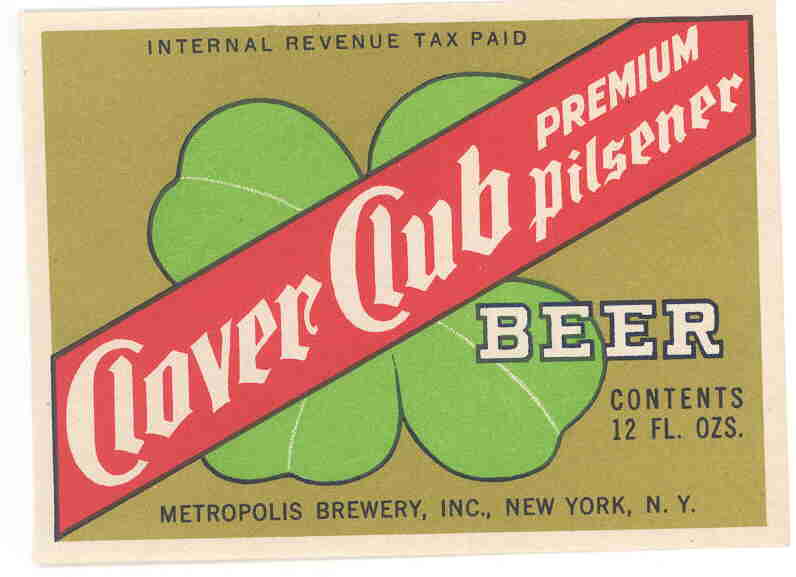 INTERNAL REVENUE TAX PAID
Clover Club PREMIUM
pilsener
BEER
CONTENTS
12 FL. OZS.
METROPOLIS BREWERY, INC., NEW YORK, N. Y.